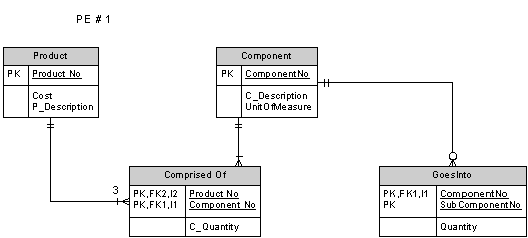 PE # 1
Product
PK Product No
Cost
P_Description
Component
PK ComponentNo
C_Description
UnitOfMeasure
3
Comprised Of
PK,FK2,I2 Product No
PK,FK1,I1 Component No
C_Quantity
GoesInto
PK,FK1,I1 ComponentNo
PK SubComponentNo
Quantity